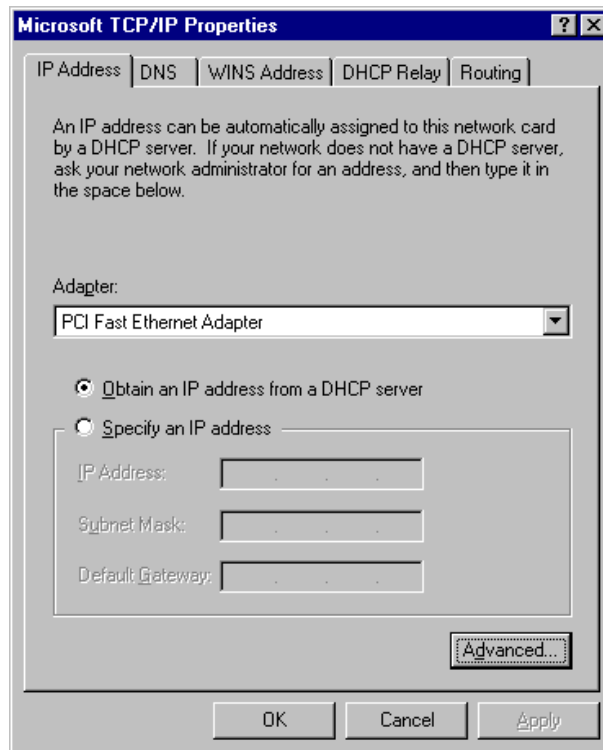 Microsoft TCP/IP Properties
IP Address DNS WINS Address DHCP Relay Routing
An IP address can be automatically assigned to this network card
by a DHCP server. If your network does not have a DHCP server,
ask your network administrator for an address, and then type it in
the space below.
Adapter:
PCI Fast Ethernet Adapter
Obtain an IP address from a DHCP server
Specify an IP address
IP Address:
Subnet Mask:
Default Gateway:
Advanced...
OK Cancel Apply